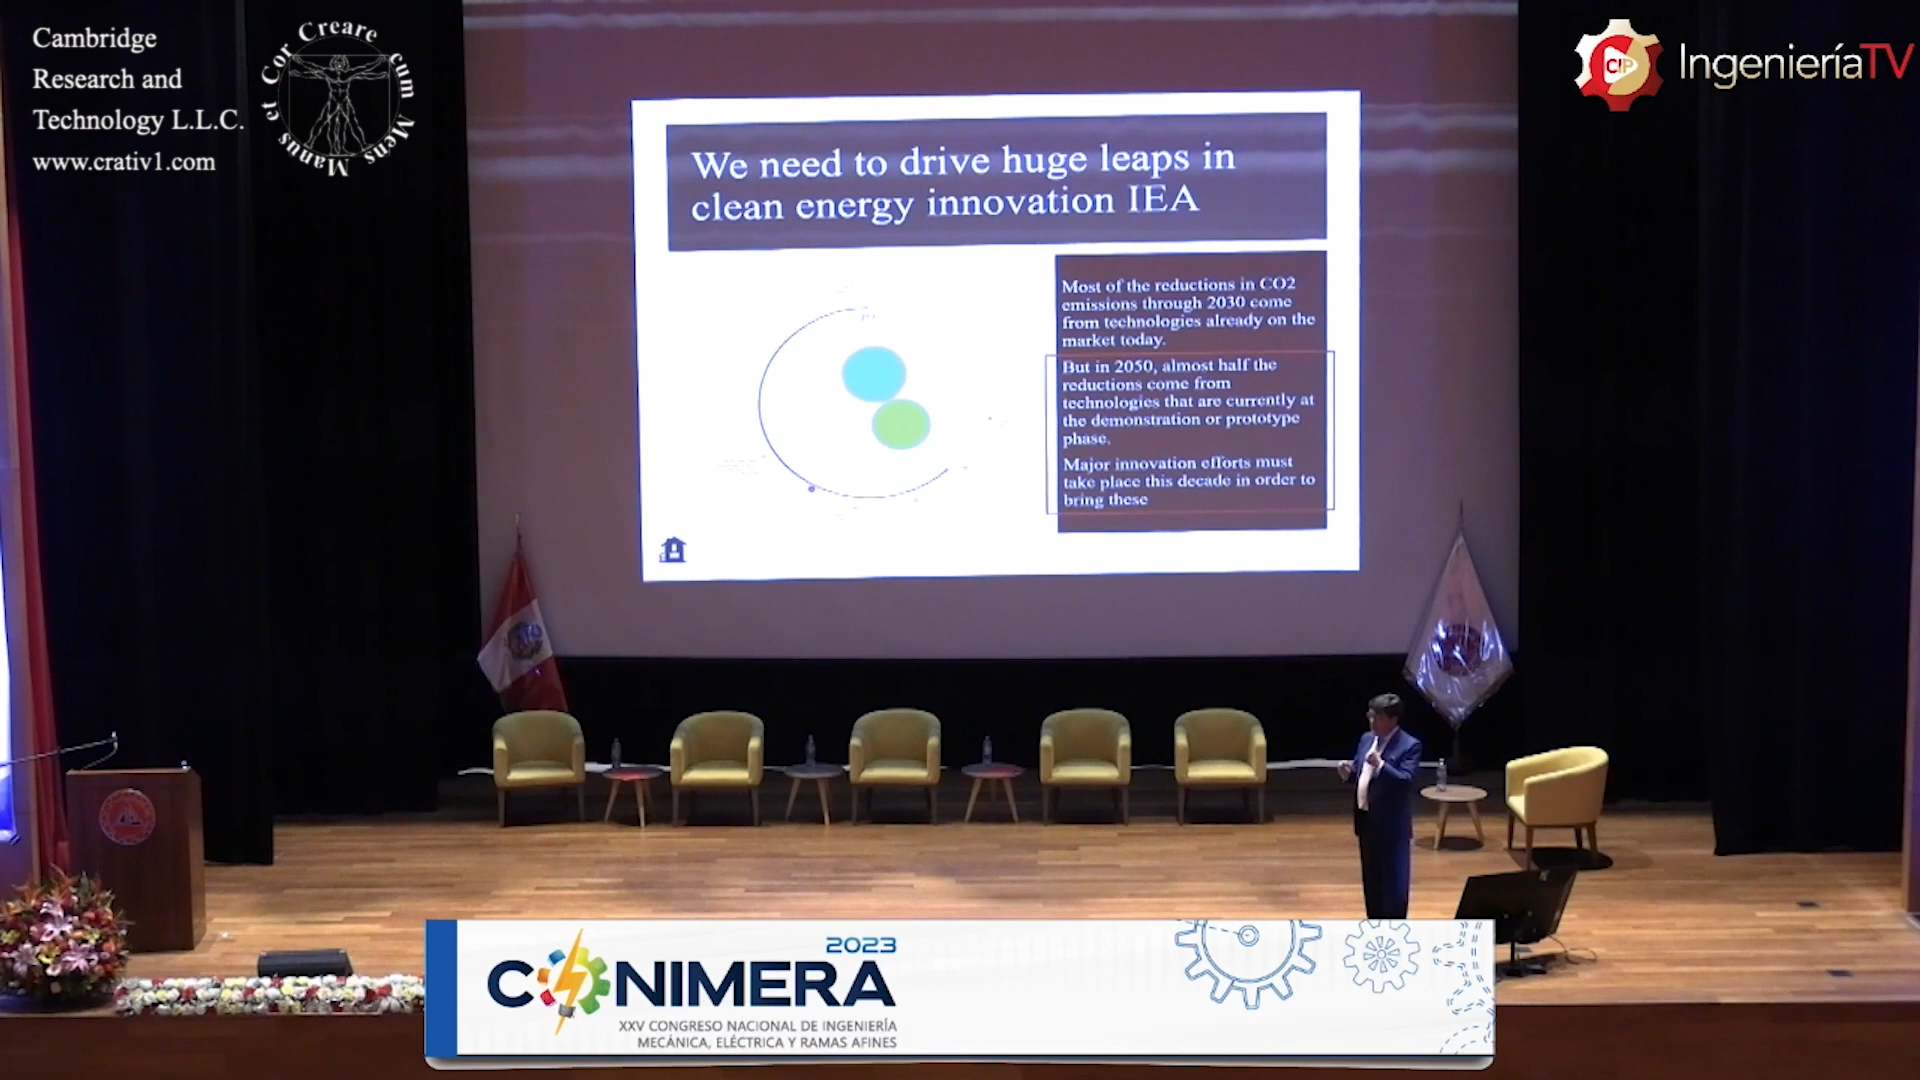 Cambridge
Research and
Technology L.L.C.
www.crativ1.com
Mens et Manus
Cor Creare cum
CIP
IngenieríaTV
We need to drive huge leaps in
clean energy innovation IEA
Most of the reductions in CO2
emissions through 2030 come
from technologies already on the
market today.
But in 2050, almost half the
reductions come from
technologies that are currently at
the demonstration or prototype
phase.
Major innovation efforts must
take place this decade in order to
bring these
2023
CONIMERA
XXV CONGRESO NACIONAL DE INGENIERÍA
MECÁNICA, ELÉCTRICA Y RAMAS AFINES